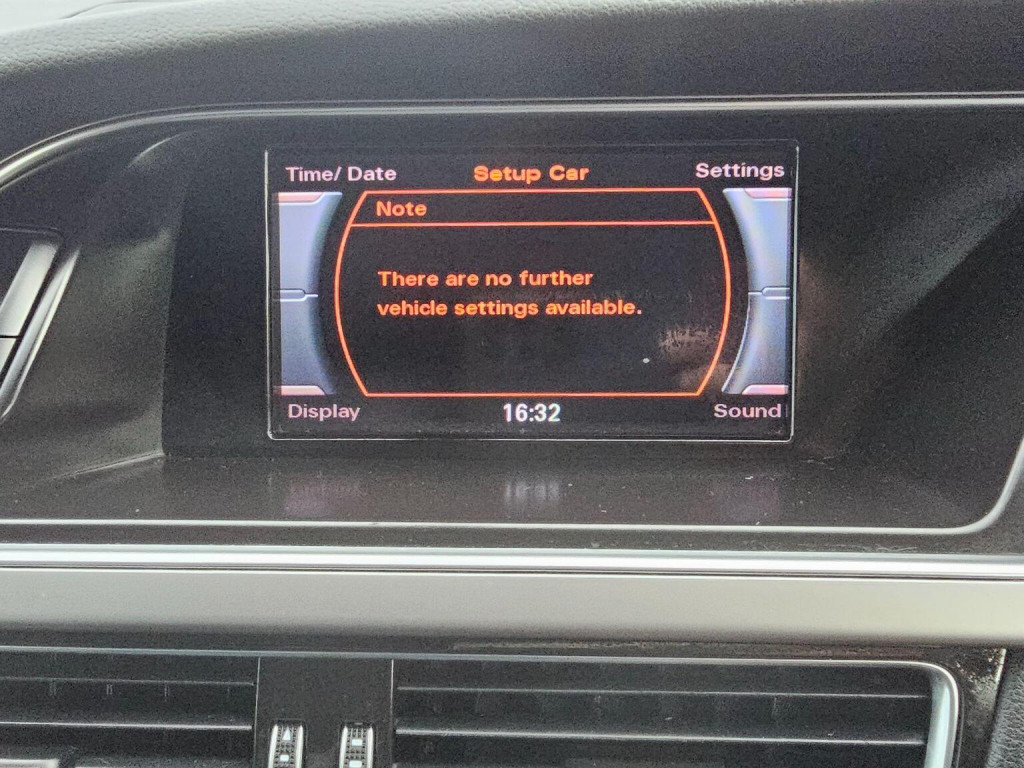 Time/ Date
Setup Car
Settings
Note
There are no further
vehicle settings available.
Display
16:32
Sound